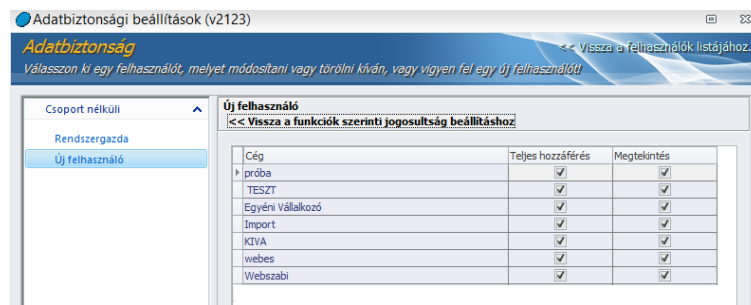 Adatbiztonsági beállítások (v2123)
Adatbiztonság
<< Vissza a felhasználók listájához.
Válasszon ki egy felhasználót, melyet módosítani vagy törölni kíván, vagy vigyen fel egy új felhasználót!
Csoport nélküli
Rendszergazda
Új felhasználó
Új felhasználó
<< Vissza a funkciók szerinti jogosultság beállításhoz
Cég Teljes hozzáférés Megtekintés
próba
TESZT
Egyéni Vállalkozó
Import
KIVA
webes
Webszabi